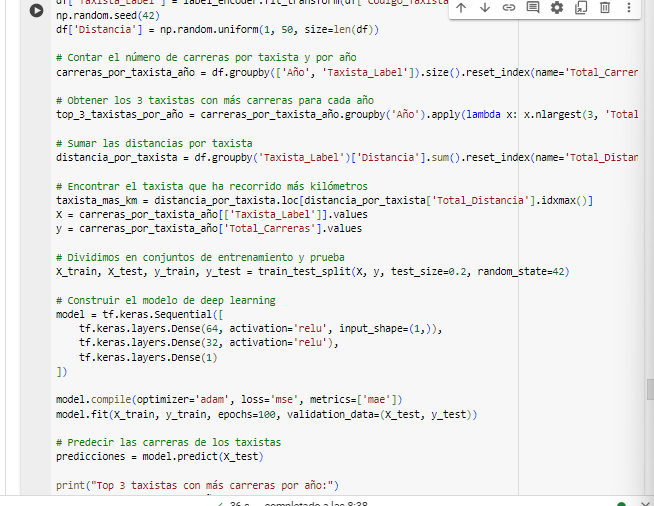 np.random.seed(42)
df['Distancia'] = np.random.uniform(1, 50, size=len(df))
# Contar el número de carreras por taxista y por año
carreras_por_taxista_año = df.groupby(['Año', 'Taxista_Label']).size().reset_index(name='Total_Carrer
# Obtener los 3 taxistas con más carreras para cada año
top_3_taxistas_por_año = carreras_por_taxista_año.groupby('Año').apply(lambda x: x.nlargest(3, 'Total
# Sumar las distancias por taxista
distancia_por_taxista = df.groupby('Taxista_Label')['Distancia'].sum().reset_index(name='Total_Distan
# Encontrar el taxista que ha recorrido más kilómetros
taxista_mas_km = distancia_por_taxista.loc[distancia_por_taxista['Total_Distancia'].idxmax()]
X = carreras_por_taxista_año[['Taxista_Label']].values
y = carreras_por_taxista_año['Total_Carreras'].values
# Dividimos en conjuntos de entrenamiento y prueba
X_train, X_test, y_train, y_test = train_test_split(X, y, test_size=0.2, random_state=42)
# Construir el modelo de deep learning
model = tf.keras.Sequential([
tf.keras.layers.Dense(64, activation='relu', input_shape=(1,)),
tf.keras.layers.Dense(32, activation='relu'),
tf.keras.layers.Dense(1)
])
model.compile(optimizer='adam', loss='mse', metrics=['mae'])
model.fit(X_train, y_train, epochs=100, validation_data=(X_test, y_test))
# Predecir las carreras de los taxistas
predicciones = model.predict(X_test)
print("Top 3 taxistas con más carreras por año:")